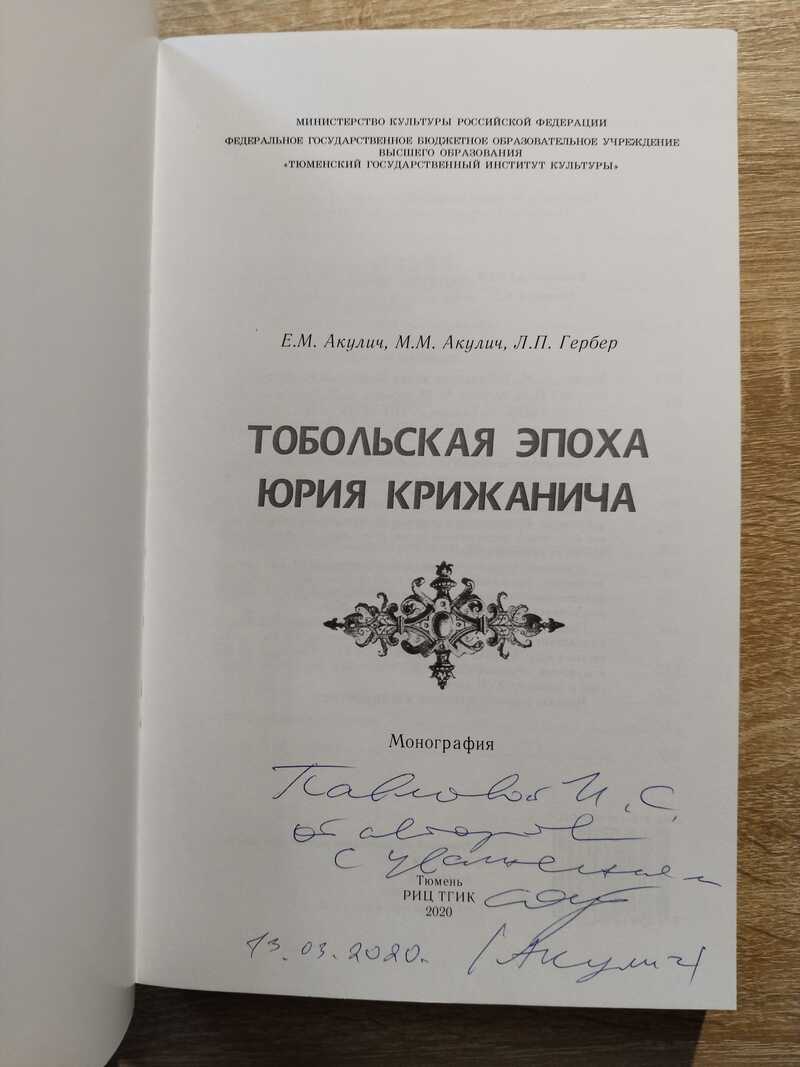 МИНИСТЕРСТВО КУЛЬТУРЫ РОССИЙСКОЙ ФЕДЕРАЦИИ
ФЕДЕРАЛЬНОЕ ГОСУДАРСТВЕННОЕ БЮДЖЕТНОЕ ОБРАЗОВАТЕЛЬНОЕ УЧРЕЖДЕНИЕ
ВЫСШЕГО ОБРАЗОВАНИЯ
«ТЮМЕНСКИЙ ГОСУДАРСТВЕННЫЙ ИНСТИТУТ КУЛЬТУРЫ»
Е.М. Акулич, М.М. Акулич, Л.П. Гербер
ТОБОЛЬСКАЯ ЭПОХА
ЮРИЯ КРИЖАНИЧА
Монография
Павловой И.С.
от авторов
с уважением
Тюмень
РИЦ ТГИК
2020
13.03.2020. (Акулич)